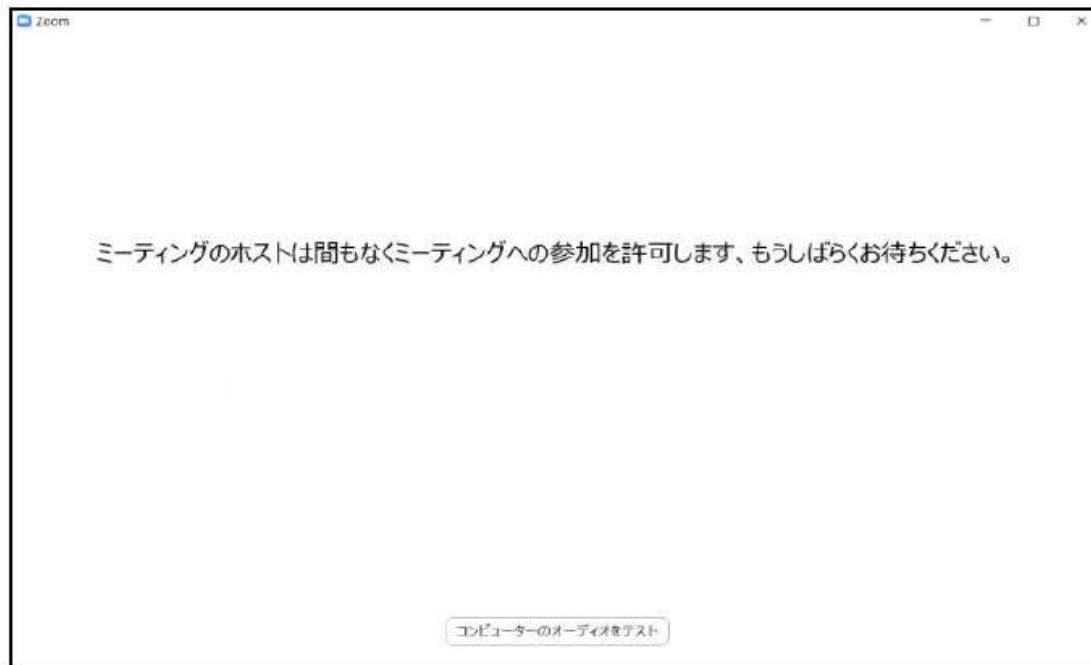 Zoom
ミーティングのホストは間もなくミーティングへの参加を許可します、もうしばらくお待ちください。
コンピューターのオーディオをテスト